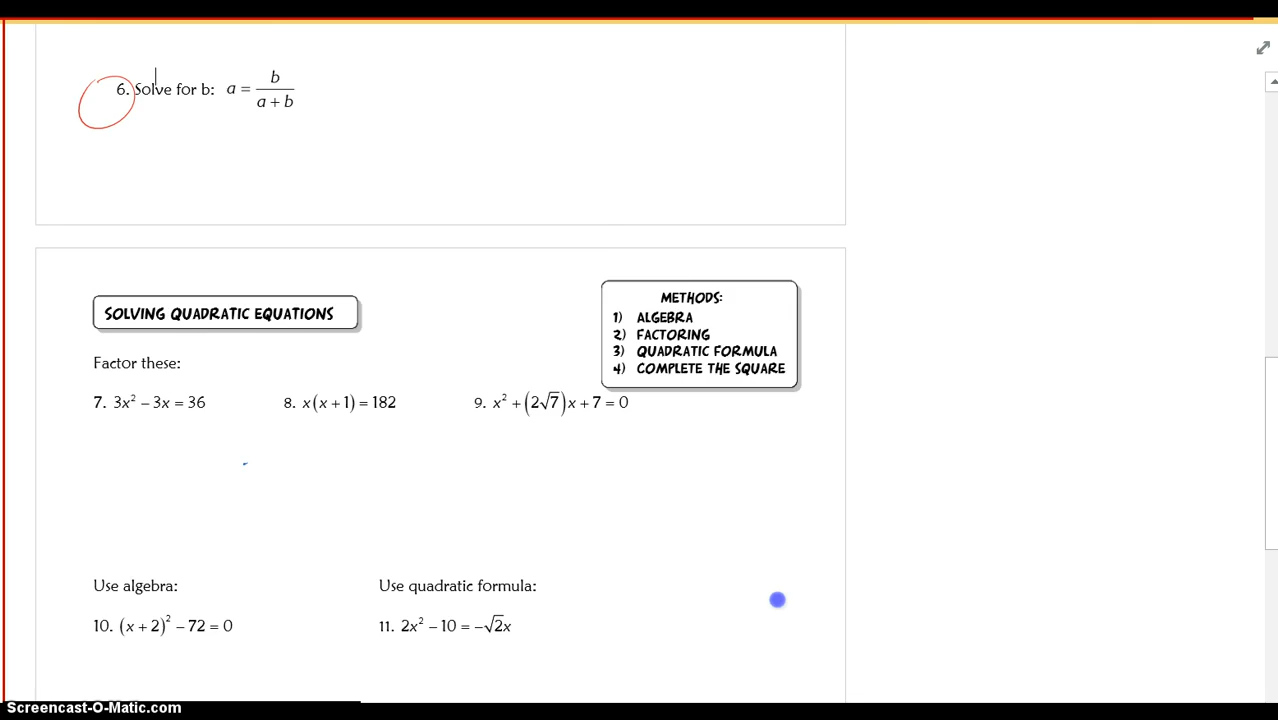 6. Solve for b: a = b / (a + b)
SOLVING QUADRATIC EQUATIONS
METHODS:
1) ALGEBRA
2) FACTORING
3) QUADRATIC FORMULA
4) COMPLETE THE SQUARE
Factor these:
7. 3x² − 3x = 36 8. x(x + 1) = 182 9. x² + (2√7)x + 7 = 0
Use algebra: Use quadratic formula:
10. (x + 2)² − 72 = 0 11. 2x² − 10 = −√2x
Screencast-O-Matic.com